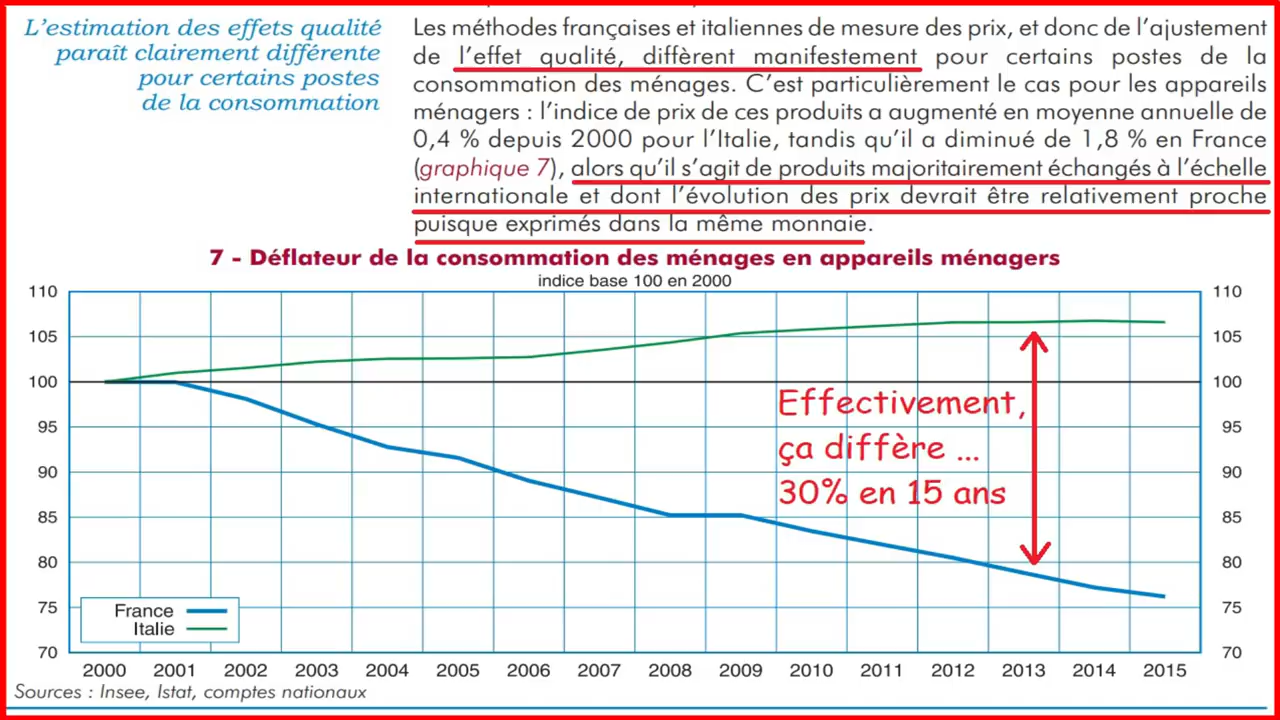 L'estimation des effets qualité
paraît clairement différente
pour certains postes
de la consommation
Les méthodes françaises et italiennes de mesure des prix, et donc de l'ajustement
de l'effet qualité, diffèrent manifestement pour certains postes de la
consommation des ménages. C'est particulièrement le cas pour les appareils
ménagers : l'indice de prix de ces produits a augmenté en moyenne annuelle de
0,4 % depuis 2000 pour l'Italie, tandis qu'il a diminué de 1,8 % en France
(graphique 7), alors qu'il s'agit de produits majoritairement échangés à l'échelle
internationale et dont l'évolution des prix devrait être relativement proche
puisque exprimés dans la même monnaie.
7 - Déflateur de la consommation des ménages en appareils ménagers
indice base 100 en 2000
110 110
105 105
100 100
Effectivement,
95 95
ça diffère ...
90 90
30% en 15 ans
85 85
80 80
75 75
70 70
France
Italie
2000 2001 2002 2003 2004 2005 2006 2007 2008 2009 2010 2011 2012 2013 2014 2015
Sources : Insee, Istat, comptes nationaux